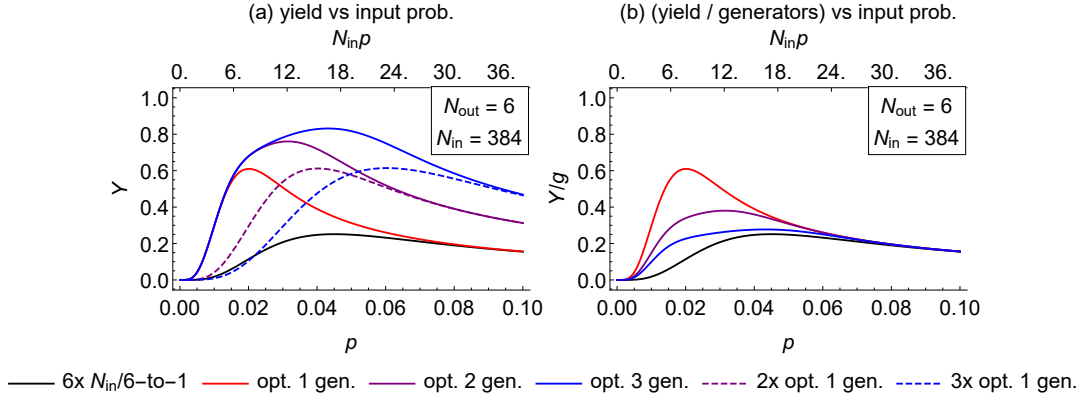 (a) yield vs input prob.
N_in p
0. 6. 12. 18. 24. 30. 36.
1.0
0.8
0.6
0.4
0.2
0.0
Y
N_out = 6
N_in = 384
0.00 0.02 0.04 0.06 0.08 0.10
p
(b) (yield / generators) vs input prob.
N_in p
0. 6. 12. 18. 24. 30. 36.
1.0
0.8
0.6
0.4
0.2
0.0
Y/g
N_out = 6
N_in = 384
0.00 0.02 0.04 0.06 0.08 0.10
p
6x N_in/6−to−1 opt. 1 gen. opt. 2 gen. opt. 3 gen. 2x opt. 1 gen. 3x opt. 1 gen.